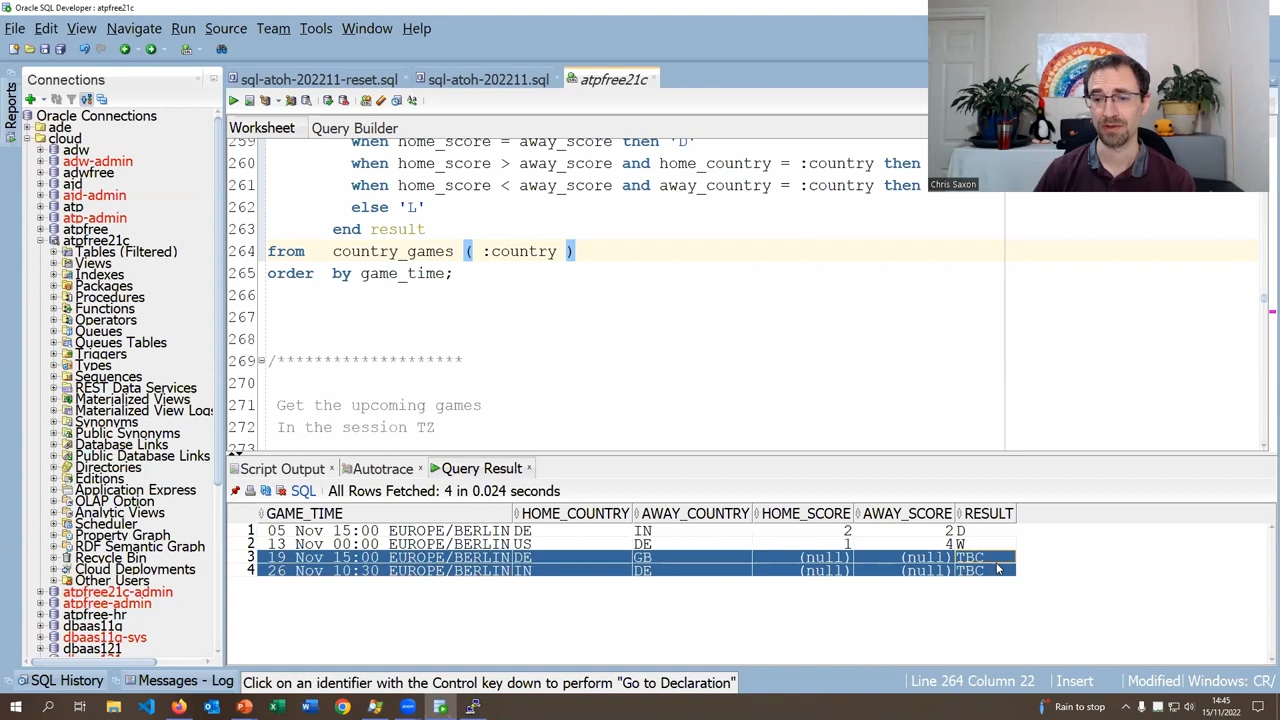 Oracle SQL Developer : atpfree21c
File Edit View Navigate Run Source Team Tools Window Help
Reports
Connections
sql-atoh-202211-reset.sql
sql-atoh-202211.sql
atpfree21c
Worksheet Query Builder
Oracle Connections
ade
cloud
adw
adw-admin
adwfree
ajd
ajd-admin
atp
atp-admin
atpfree
atpfree21c
Tables (Filtered)
Views
Indexes
Packages
Procedures
Functions
Operators
Queues
Queues Tables
Triggers
Types
Sequences
REST Data Services
Materialized Views
Materialized View Logs
Synonyms
Public Synonyms
Database Links
Public Database Links
Directories
Editions
Application Express
OLAP Option
Analytic Views
Scheduler
Property Graph
RDF Semantic Graph
Recycle Bin
Cloud Deployments
Other Users
atpfree21c-admin
atpfree-admin
atpfree-hr
dbaas11g
dbaas11g-sys
dbaas121
259 when home_score = away_score then 'D'
260 when home_score > away_score and home_country = :country then
261 when home_score < away_score and away_country = :country then
262 else 'L'
263 end result
264 from country_games ( :country )
265 order by game_time;
266
267
268
269 /********************
270
271 Get the upcoming games
272 In the session TZ
273
Chris Saxon
Script Output Autotrace Query Result
SQL All Rows Fetched: 4 in 0.024 seconds
GAME_TIME HOME_COUNTRY AWAY_COUNTRY HOME_SCORE AWAY_SCORE RESULT
1 05 Nov 15:00 EUROPE/BERLIN DE IN 2 2 D
2 13 Nov 00:00 EUROPE/BERLIN US DE 1 4 W
3 19 Nov 15:00 EUROPE/BERLIN DE GB (null) (null) TBC
4 26 Nov 10:30 EUROPE/BERLIN IN DE (null) (null) TBC
SQL History Messages - Log Click on an identifier with the Control key down to perform "Go to Declaration" Line 264 Column 22 Insert Modified Windows: CR/
Rain to stop
14:45
15/11/2022